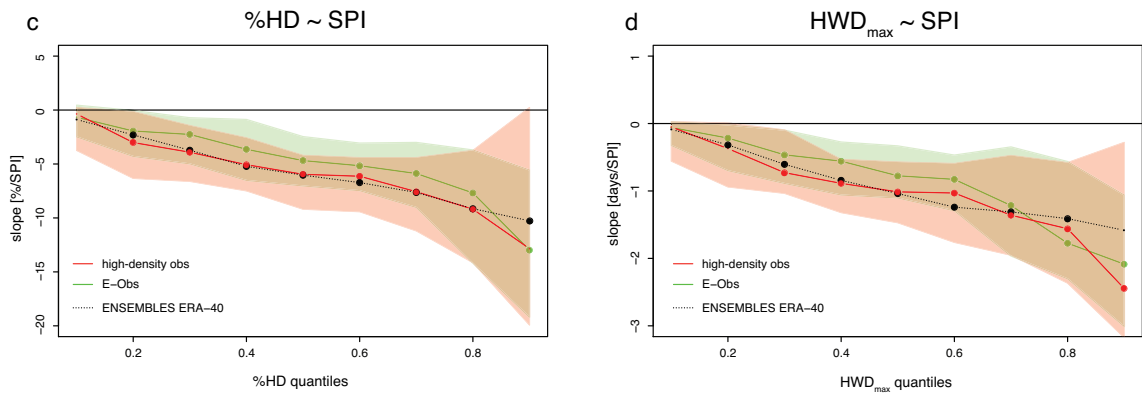 c
%HD ~ SPI
slope [%/SPI]
5
0
−5
−10
−15
−20
high-density obs
E−Obs
ENSEMBLES ERA−40
0.2 0.4 0.6 0.8
%HD quantiles
d
HWDmax ~ SPI
slope [days/SPI]
1
0
−1
−2
−3
high-density obs
E−Obs
ENSEMBLES ERA−40
0.2 0.4 0.6 0.8
HWDmax quantiles